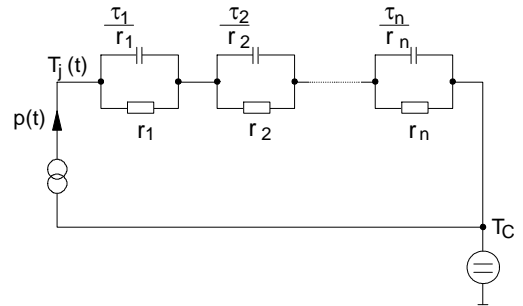 τ1/r1 τ2/r2 τn/rn
Tj(t)
r1 r2 rn
p(t)
TC